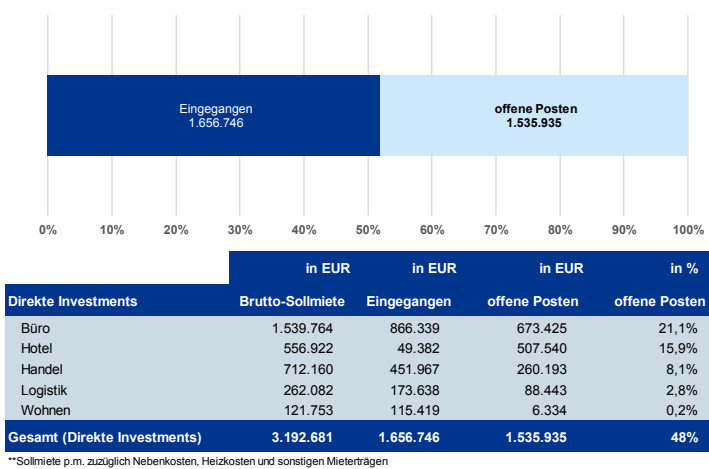 Eingegangen
1.656.746
offene Posten
1.535.935
0% 10% 20% 30% 40% 50% 60% 70% 80% 90% 100%
in EUR in EUR in EUR in %
Direkte Investments Brutto-Sollmiete Eingegangen offene Posten offene Posten
Büro 1.539.764 866.339 673.425 21,1%
Hotel 556.922 49.382 507.540 15,9%
Handel 712.160 451.967 260.193 8,1%
Logistik 262.082 173.638 88.443 2,8%
Wohnen 121.753 115.419 6.334 0,2%
Gesamt (Direkte Investments) 3.192.681 1.656.746 1.535.935 48%
**Sollmiete p.m. zuzüglich Nebenkosten, Heizkosten und sonstigen Mieterträgen